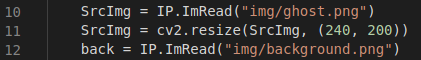 10 SrcImg = IP.ImRead("img/ghost.png")
11 SrcImg = cv2.resize(SrcImg, (240, 200))
12 back = IP.ImRead("img/background.png")